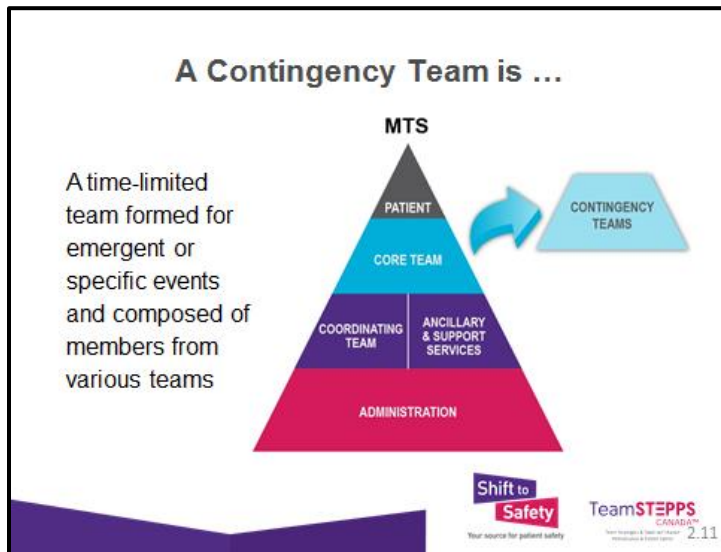 A Contingency Team is ...
MTS
A time-limited
team formed for
emergent or
specific events
and composed of
members from
various teams
PATIENT
CORE TEAM
COORDINATING
TEAM
ANCILLARY
& SUPPORT
SERVICES
ADMINISTRATION
CONTINGENCY
TEAMS
Shift to
Safety
Your source for patient safety
TeamSTEPPS
CANADA™
2.11